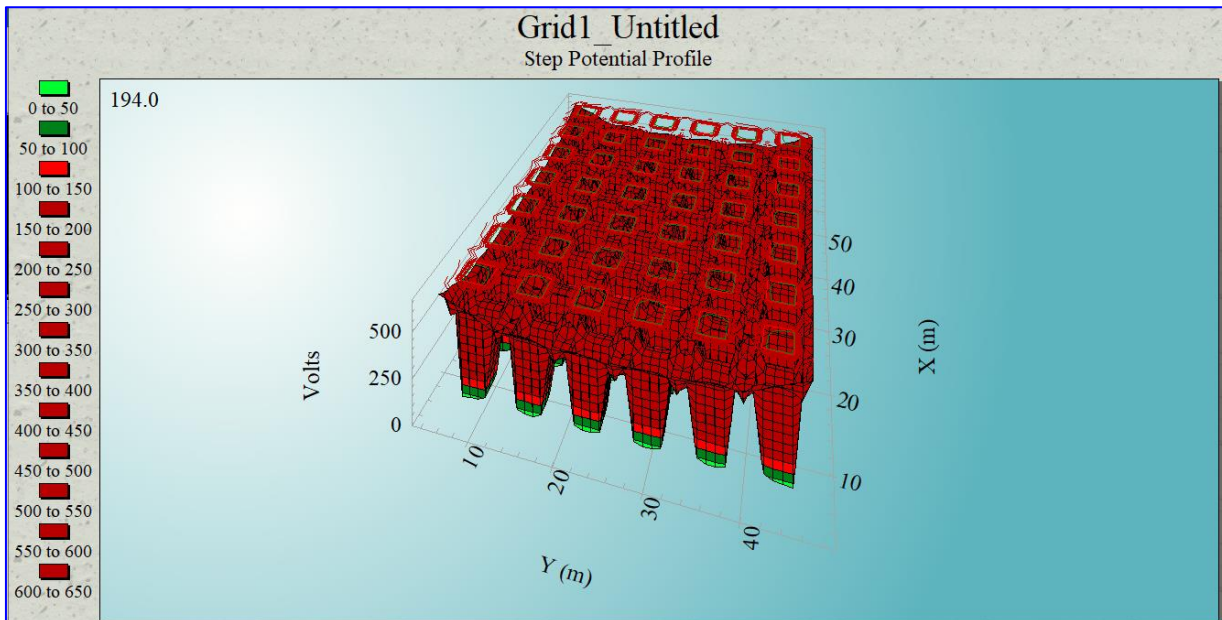 Grid1_Untitled
Step Potential Profile
0 to 50
50 to 100
100 to 150
150 to 200
200 to 250
250 to 300
300 to 350
350 to 400
400 to 450
450 to 500
500 to 550
550 to 600
600 to 650
194.0
Volts
500
250
0
10
20
30
40
Y (m)
50
40
30
20
10
X (m)